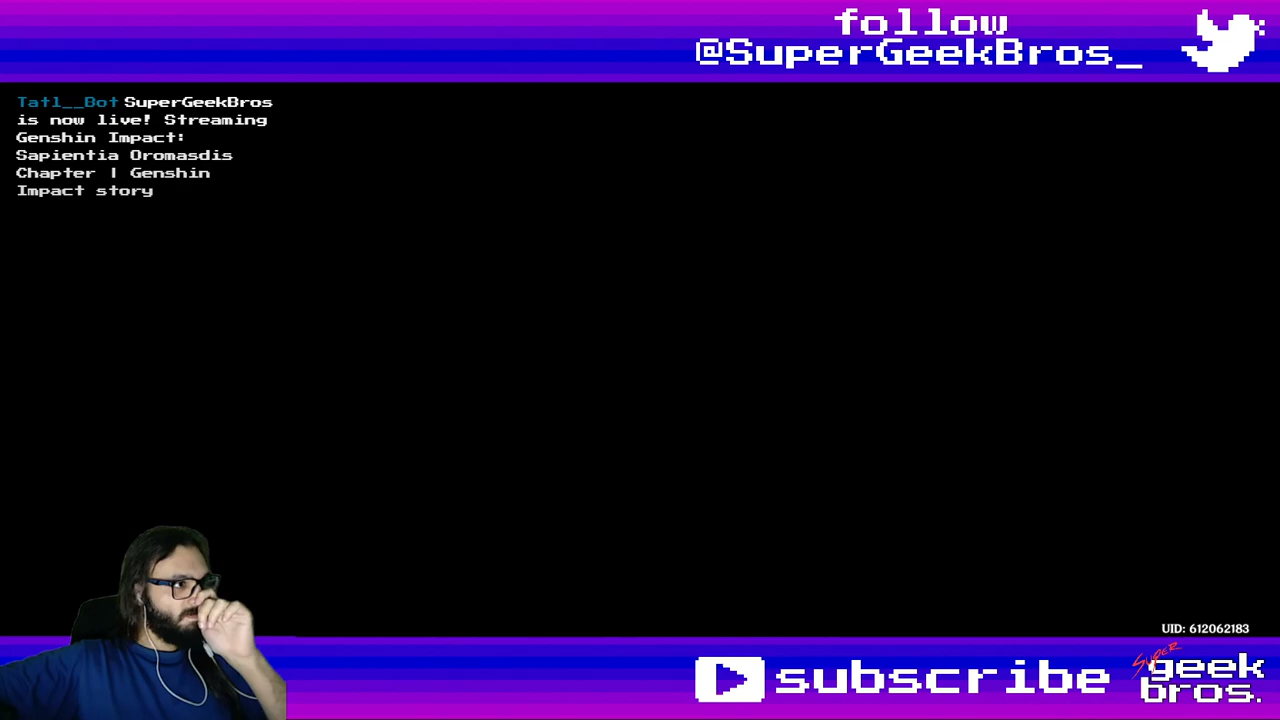 follow
@SuperGeekBros_
Tatl__Bot SuperGeekBros
is now live! Streaming
Genshin Impact:
Sapientia Oromasdis
Chapter | Genshin
Impact story
UID: 612062183
subscribe
SUPER
geek
bros.